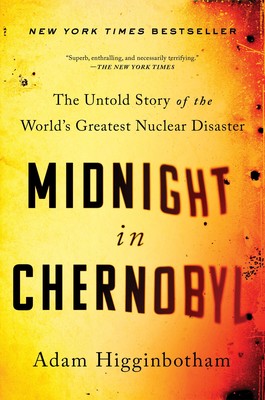 NEW YORK TIMES BESTSELLER
"Superb, enthralling, and necessarily terrifying."
—THE NEW YORK TIMES
The Untold Story of the
World's Greatest Nuclear Disaster
MIDNIGHT
in
CHERNOBYL
Adam Higginbotham